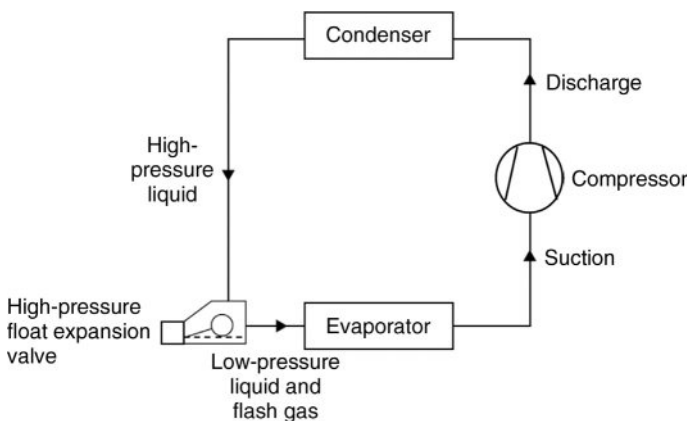 Condenser
Discharge
High-
pressure
liquid
Compressor
Suction
High-pressure
float expansion
valve
Evaporator
Low-pressure
liquid and
flash gas